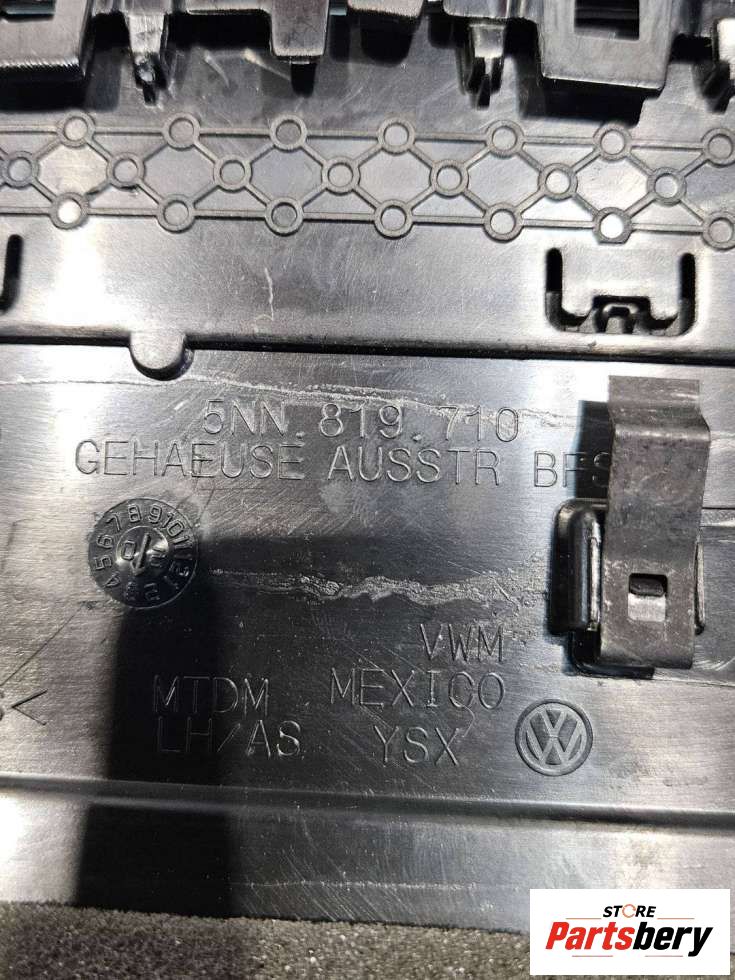 5NN.819.710
GEHAEUSE AUSSTR BFS
VWM
MTDM MEXICO
LH/AS YSX
STORE
Partsbery